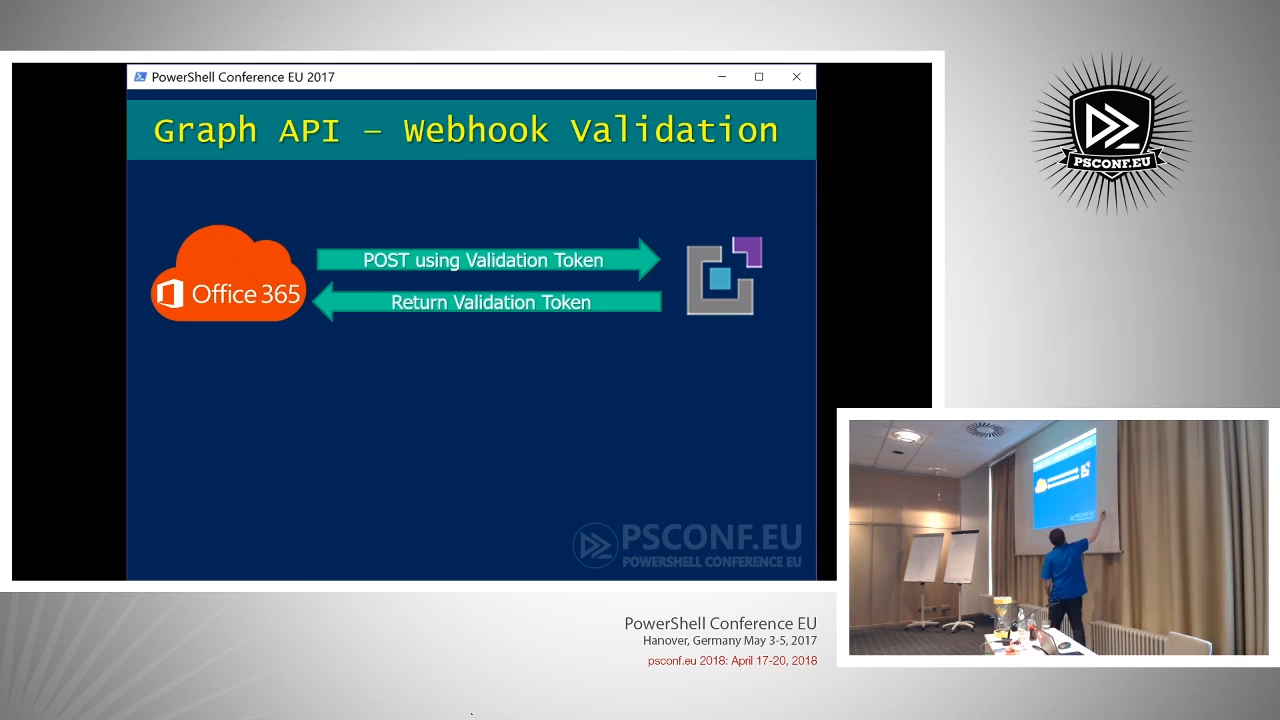 PowerShell Conference EU 2017
Graph API – Webhook Validation
Office 365
POST using Validation Token
Return Validation Token
PSCONF.EU
POWERSHELL CONFERENCE EU
PSCONF.EU
PowerShell Conference EU
Hanover, Germany May 3-5, 2017
psconf.eu 2018: April 17-20, 2018